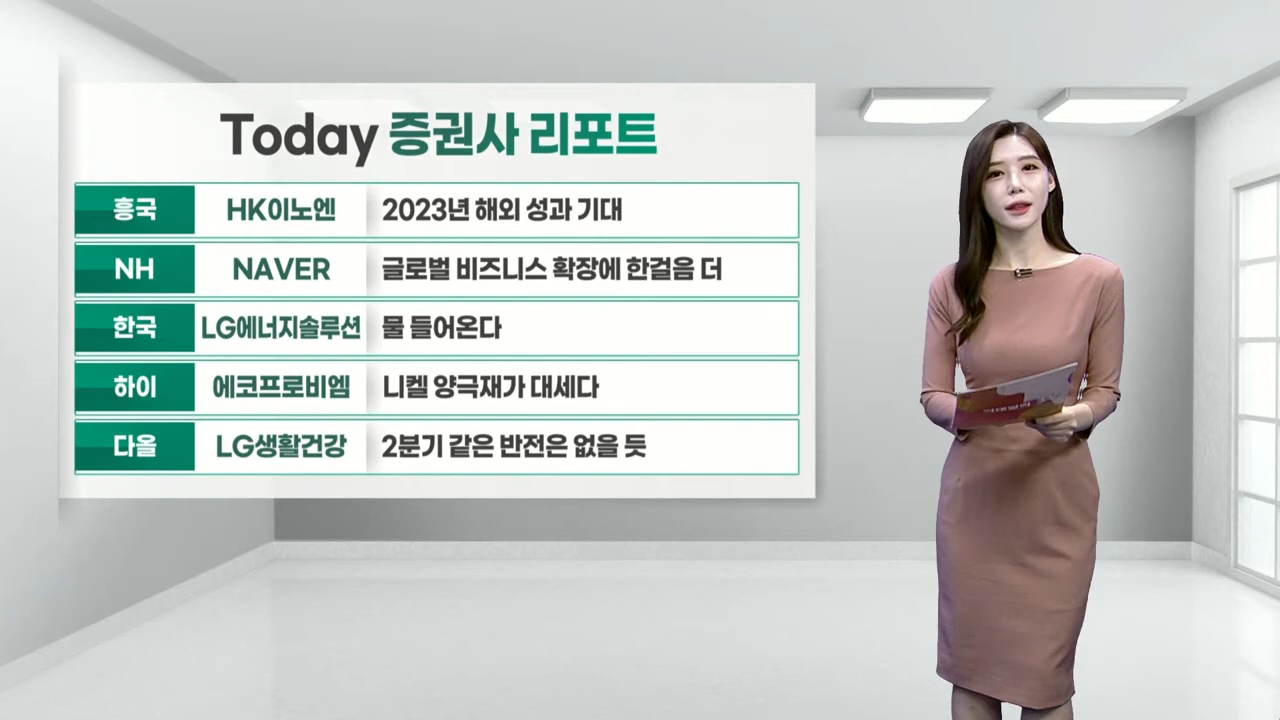 Today 증권사 리포트
흥국 HK이노엔 2023년 해외 성과 기대
NH NAVER 글로벌 비즈니스 확장에 한걸음 더
한국 LG에너지솔루션 물 들어온다
하이 에코프로비엠 니켈 양극재가 대세다
다올 LG생활건강 2분기 같은 반전은 없을 듯